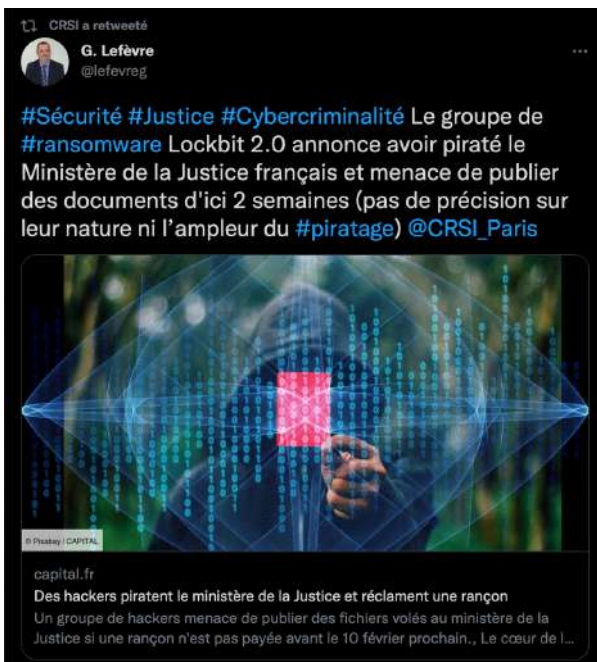 CRSI a retweeté
G. Lefèvre
@lefevreg
#Sécurité #Justice #Cybercriminalité Le groupe de
#ransomware Lockbit 2.0 annonce avoir piraté le
Ministère de la Justice français et menace de publier
des documents d'ici 2 semaines (pas de précision sur
leur nature ni l'ampleur du #piratage) @CRSI_Paris
© Pixabay / CAPITAL
capital.fr
Des hackers piratent le ministère de la Justice et réclament une rançon
Un groupe de hackers menace de publier des fichiers volés au ministère de la
Justice si une rançon n'est pas payée avant le 10 février prochain., Le cœur de l...